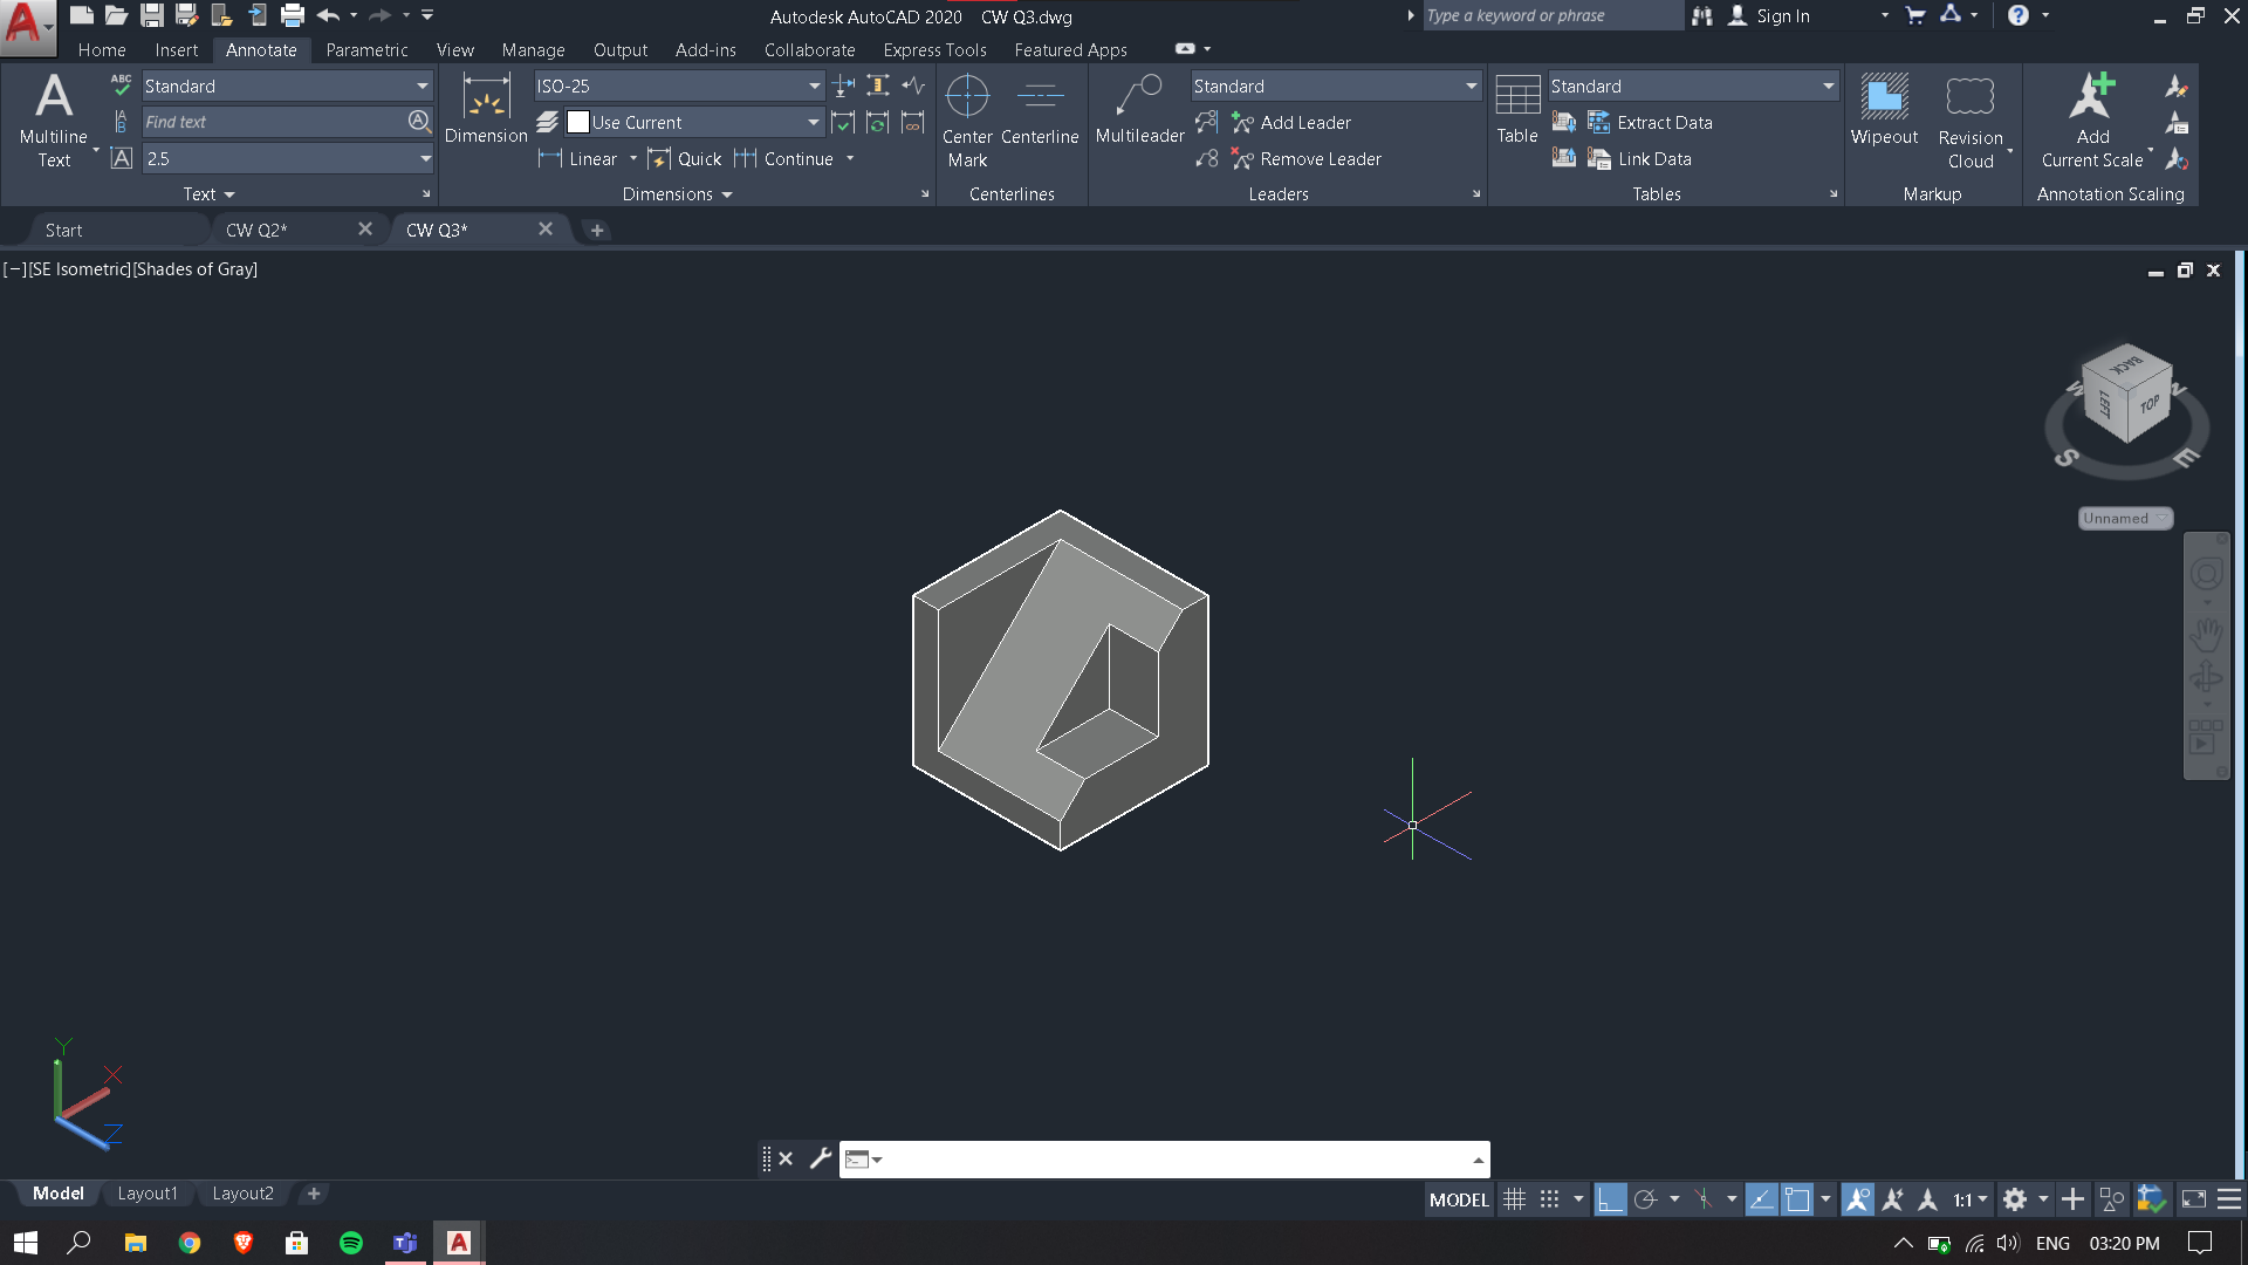 Autodesk AutoCAD 2020 CW Q3.dwg Type a keyword or phrase Sign In
Home Insert Annotate Parametric View Manage Output Add-ins Collaborate Express Tools Featured Apps
Multiline
Text
ABC
Standard
Find text
2.5
Text
Dimension
ISO-25
Use Current
Linear Quick Continue
Dimensions
Center
Mark
Centerline
Centerlines
Multileader
Standard
Add Leader
Remove Leader
Leaders
Table
Standard
Extract Data
Link Data
Tables
Wipeout
Revision
Cloud
Markup
Add
Current Scale
Annotation Scaling
Start CW Q2* CW Q3*
[−][SE Isometric][Shades of Gray]
BACK
LEFT
TOP
W
N
S
E
Unnamed
Y
X
Z
Model Layout1 Layout2
MODEL 1:1
ENG 03:20 PM